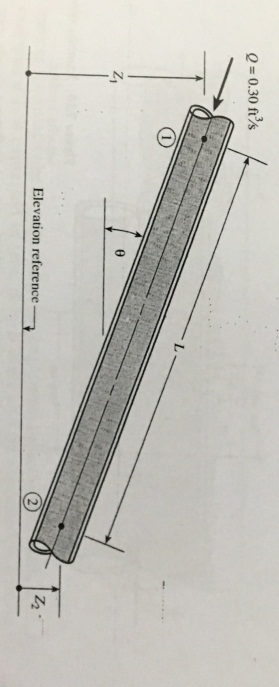 Q = 0.30 ft³/s
Z₁
①
L
θ
Elevation reference
②
Z₂